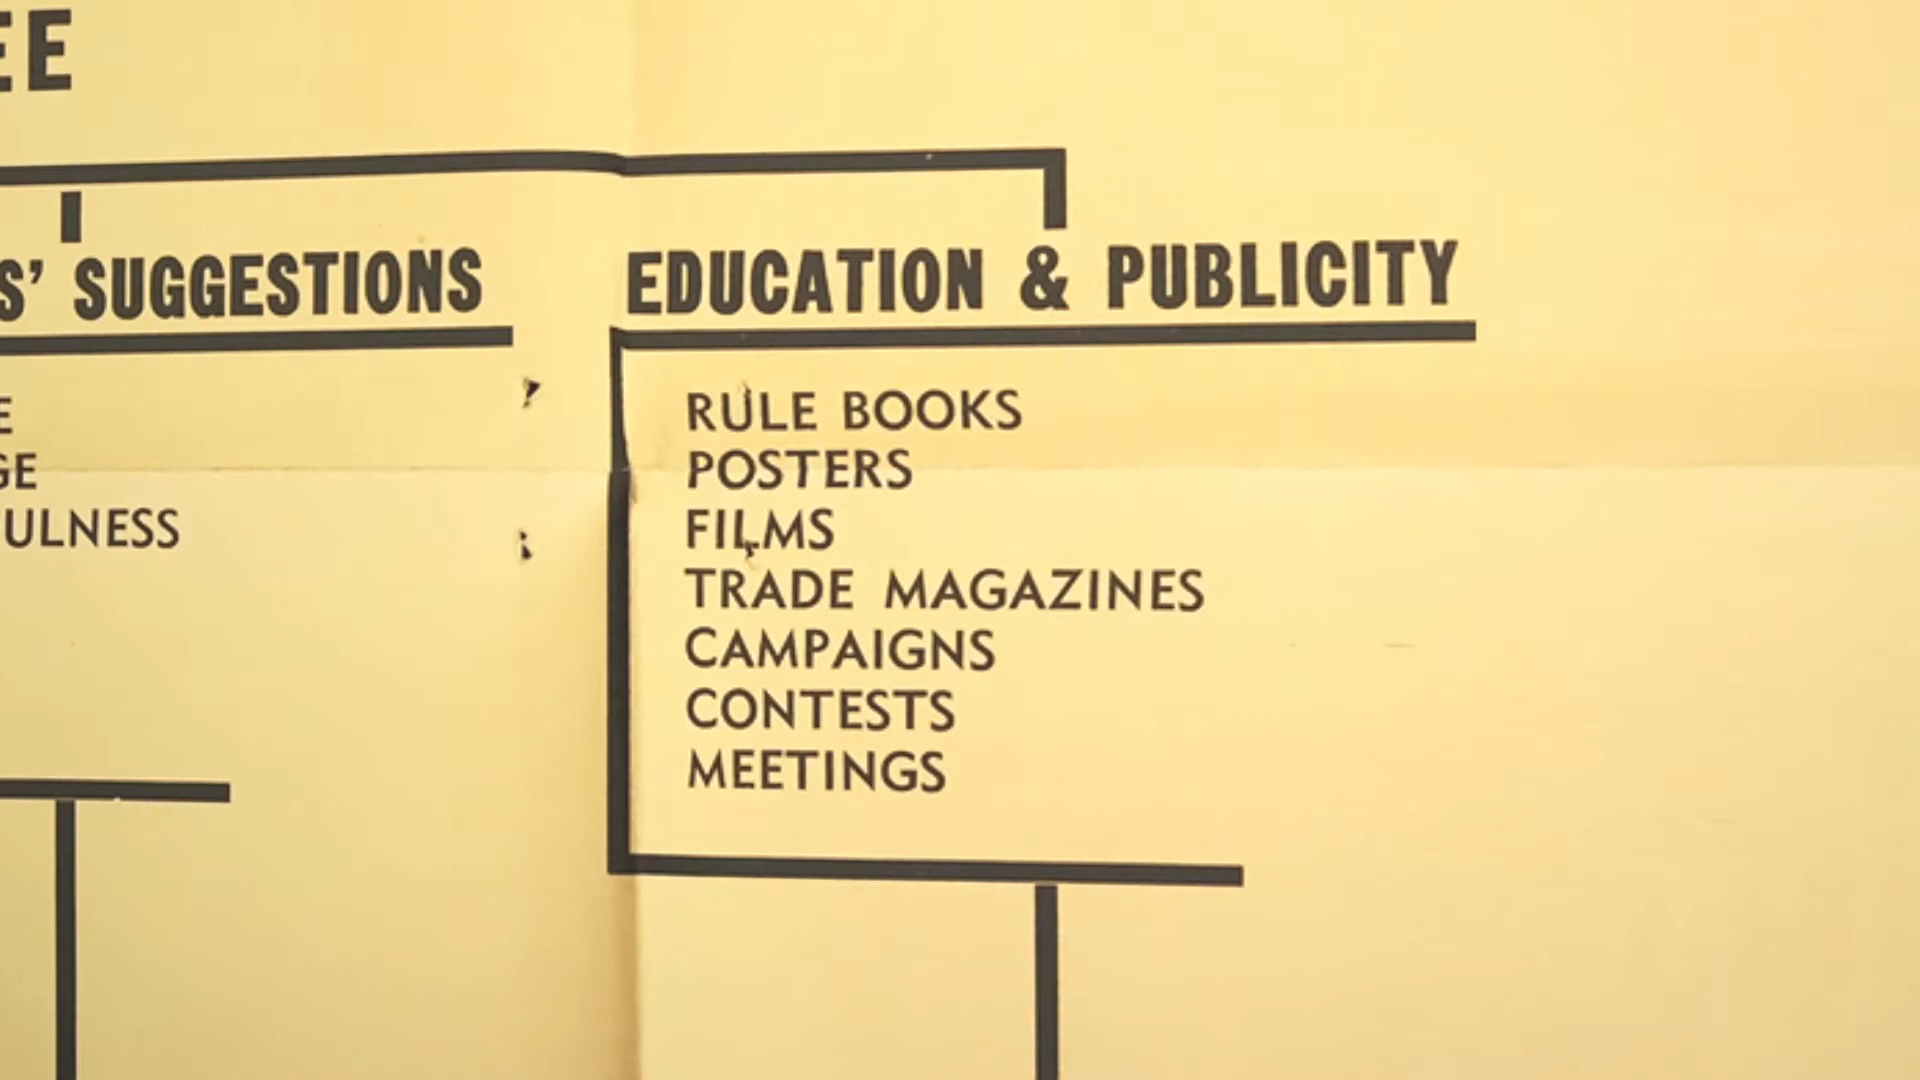 EE
S' SUGGESTIONS
E
GE
ULNESS
EDUCATION & PUBLICITY
RULE BOOKS
POSTERS
FILMS
TRADE MAGAZINES
CAMPAIGNS
CONTESTS
MEETINGS